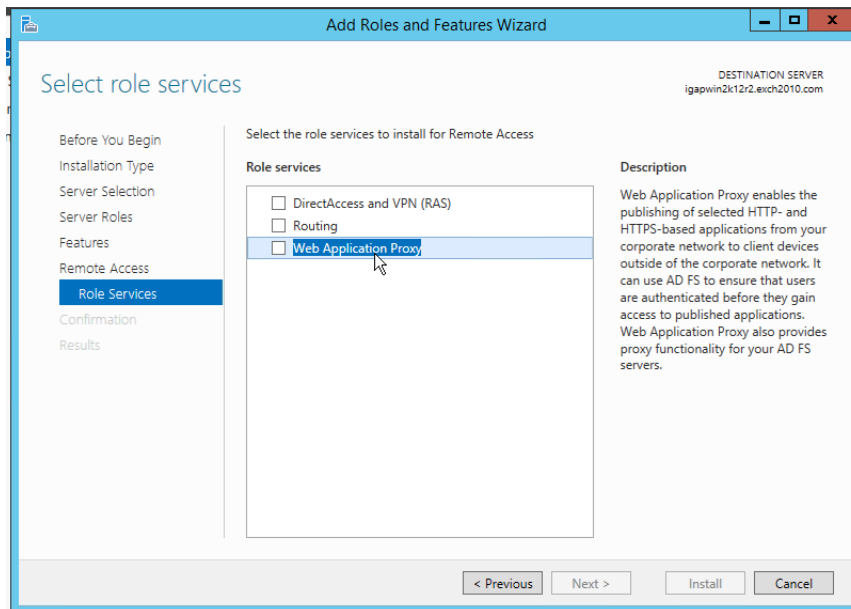 Add Roles and Features Wizard
Select role services
DESTINATION SERVER
igapwin2k12r2.exch2010.com
Before You Begin
Installation Type
Server Selection
Server Roles
Features
Remote Access
Role Services
Confirmation
Results
Select the role services to install for Remote Access
Role services
DirectAccess and VPN (RAS)
Routing
Web Application Proxy
Description
Web Application Proxy enables the
publishing of selected HTTP- and
HTTPS-based applications from your
corporate network to client devices
outside of the corporate network. It
can use AD FS to ensure that users
are authenticated before they gain
access to published applications.
Web Application Proxy also provides
proxy functionality for your AD FS
servers.
< Previous
Next >
Install
Cancel